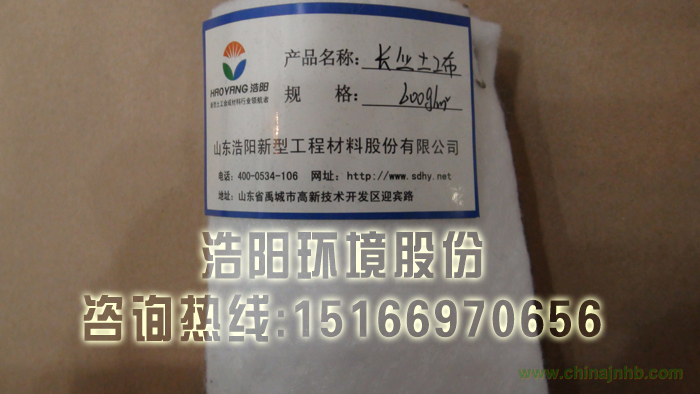 产品名称: 长丝土工布
HAOYANG 浩阳
规 格: 600g/m²
山东浩阳新型工程材料股份有限公司
电话: 400-0534-106 网址: http://www.sdhy.net
地址: 山东省禹城市高新技术开发区迎宾路
浩阳环境股份
咨询热线:15166970656
www.chinajnhb.com